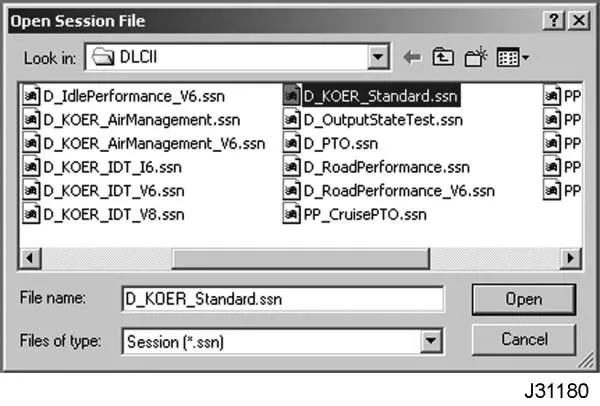 Open Session File
Look in: DLCII
D_IdlePerformance_V6.ssn
D_KOER_AirManagement.ssn
D_KOER_AirManagement_V6.ssn
D_KOER_IDT_I6.ssn
D_KOER_IDT_V6.ssn
D_KOER_IDT_V8.ssn
D_KOER_Standard.ssn
D_OutputStateTest.ssn
D_PTO.ssn
D_RoadPerformance.ssn
D_RoadPerformance_V6.ssn
PP_CruisePTO.ssn
PP
PP
PP
PP
PP
File name: D_KOER_Standard.ssn Open
Files of type: Session (*.ssn) Cancel
J31180